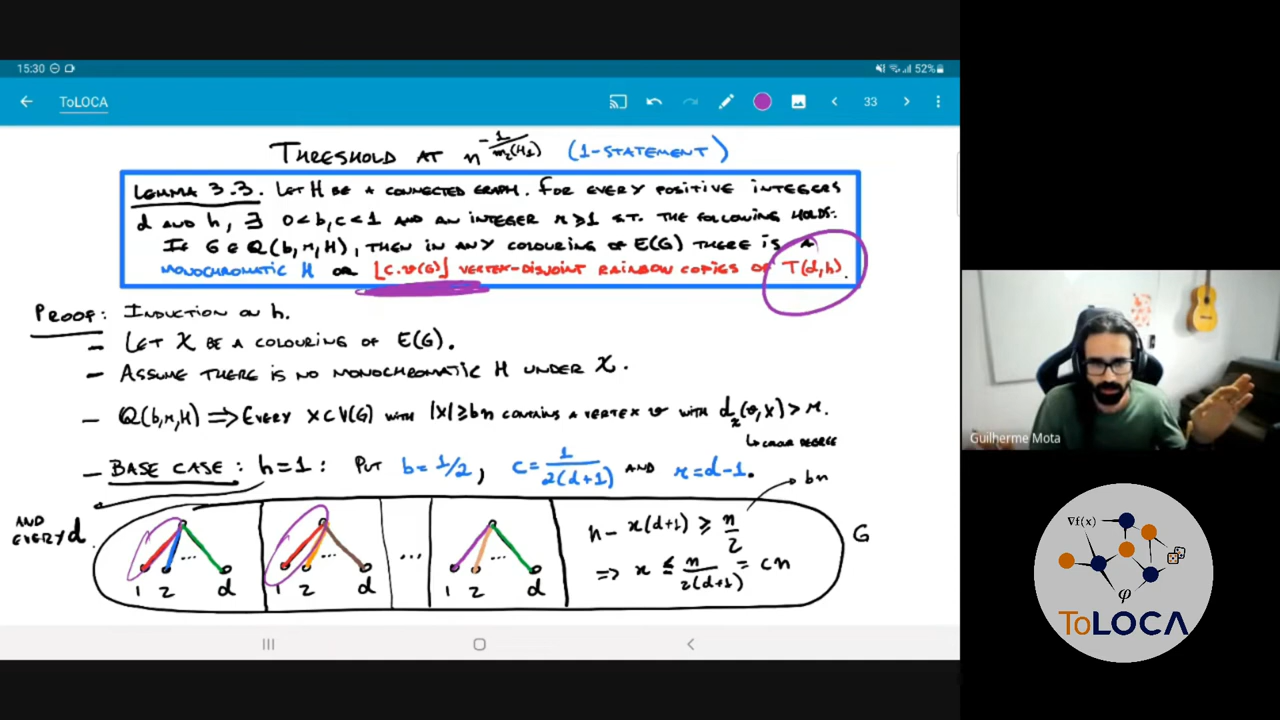 15:30
52%
ToLOCA
33
THRESHOLD AT n^{-1/m₂(H₁)} (1-STATEMENT)
LEMMA 3.3. LET H BE A CONNECTED GRAPH. FOR EVERY POSITIVE INTEGERS
d AND h, ∃ 0<b,c<1 AND AN INTEGER r≥1 S.T. THE FOLLOWING HOLDS.
IF G ∈ Q(b,r,H), THEN IN ANY COLOURING OF E(G) THERE IS A
MONOCHROMATIC H OR ⌊c.v(G)⌋ VERTEX-DISJOINT RAINBOW COPIES OF T(d,h).
PROOF: INDUCTION ON h.
- LET χ BE A COLOURING OF E(G).
- ASSUME THERE IS NO MONOCHROMATIC H UNDER χ.
- Q(b,r,H) ⟹ EVERY X⊂V(G) WITH |X|≥bn CONTAINS A VERTEX v WITH d_χ(v,X)>r.
↳ COLOUR DEGREE
- BASE CASE: h=1: PUT b=1/2, c=1/2(d+1) AND r=d-1.
bn
AND EVERY d.
1 2 ... d
1 2 ... d
...
1 2 ... d
n - x(d+1) ≥ n/2
⟹ x ≤ n/2(d+1) = cn
G
Guilherme Mota
∇f(x)
φ
ToLOCA